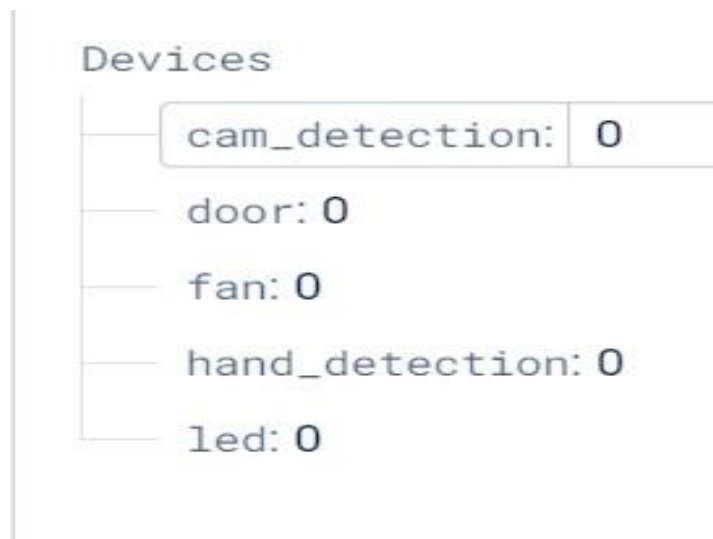 Devices
cam_detection: 0
door: 0
fan: 0
hand_detection: 0
led: 0